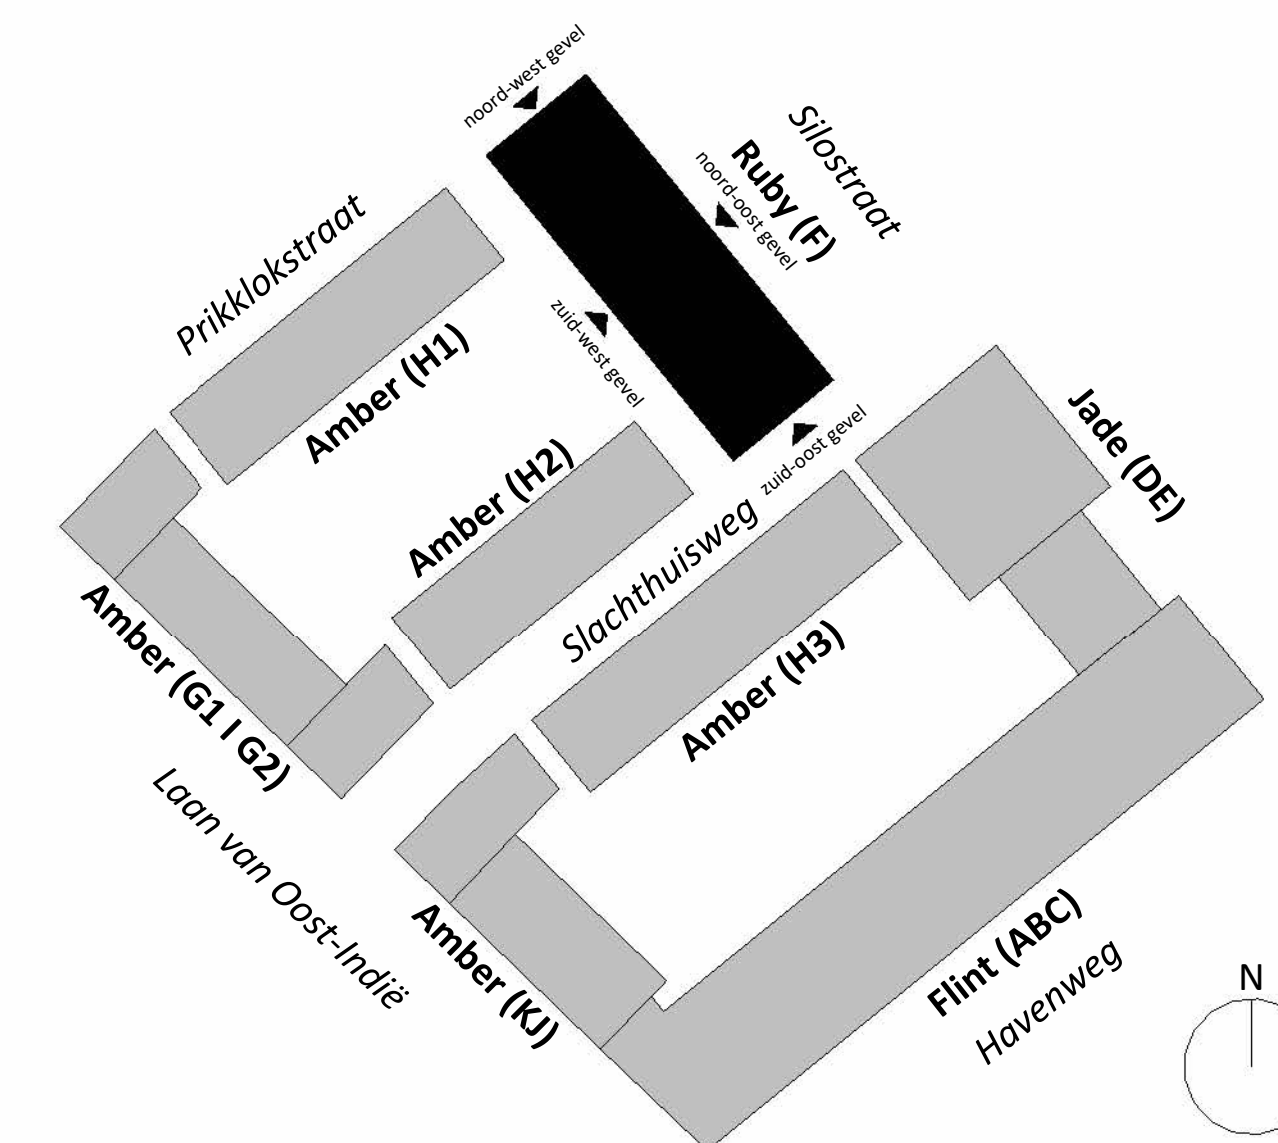 noord-west gevel
Silostraat
Ruby (F)
noord-oost gevel
Prikklokstraat
zuid-west gevel
Amber (H1)
Jade (DE)
zuid-oost gevel
Amber (H2)
Slachthuisweg
Amber (G1 I G2)
Amber (H3)
Laan van Oost-Indië
Amber (KJ)
Flint (ABC)
Havenweg
N